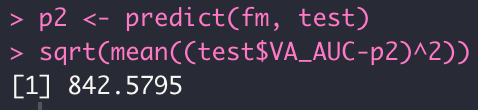 > p2 <- predict(fm, test)
> sqrt(mean((test$VA_AUC-p2)^2))
[1] 842.5795